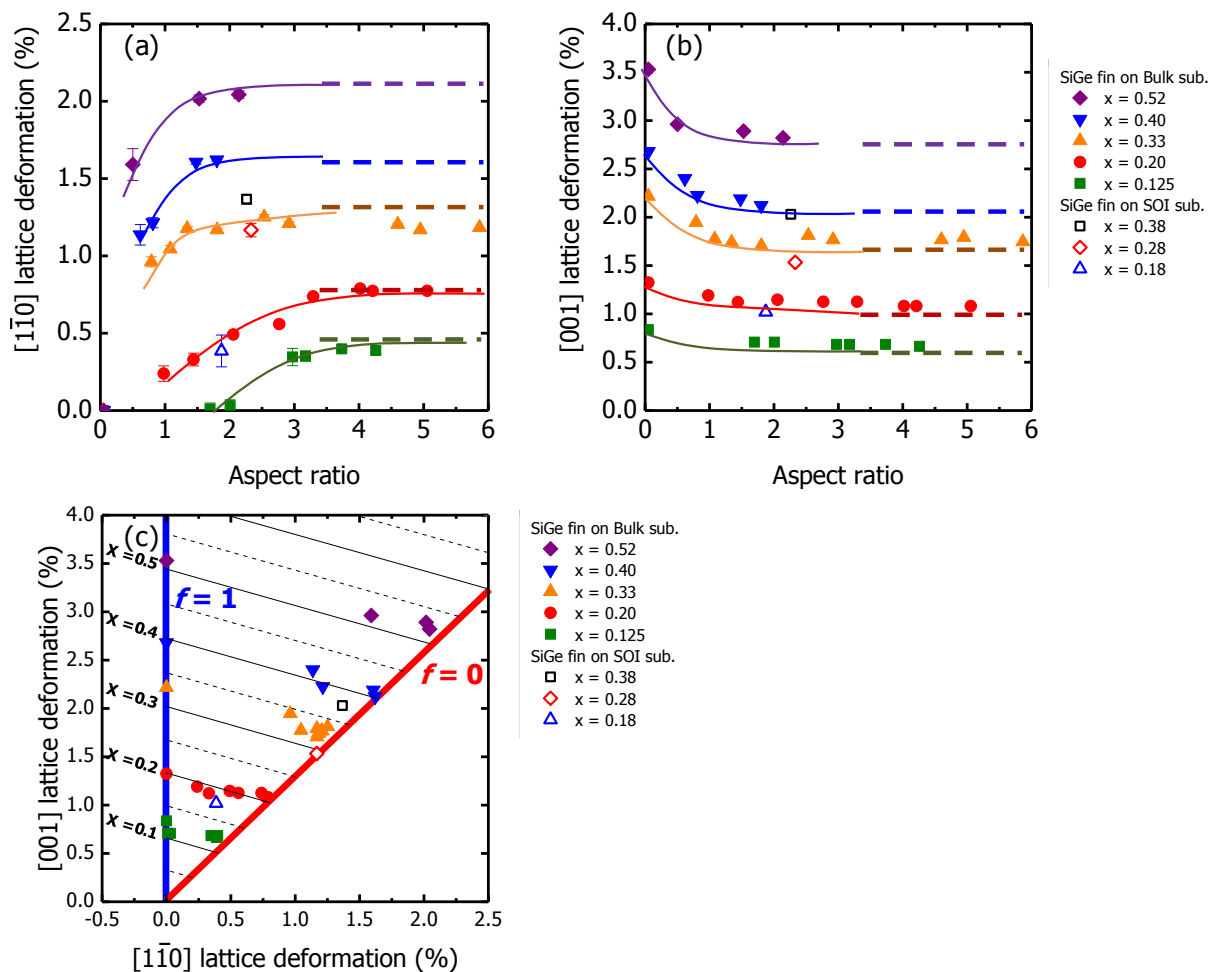 (a)
[11̅0] lattice deformation (%)
2.5
2.0
1.5
1.0
0.5
0.0
0 1 2 3 4 5 6
Aspect ratio
(b)
[001] lattice deformation (%)
4.0
3.5
3.0
2.5
2.0
1.5
1.0
0.5
0.0
0 1 2 3 4 5 6
Aspect ratio
SiGe fin on Bulk sub.
x = 0.52
x = 0.40
x = 0.33
x = 0.20
x = 0.125
SiGe fin on SOI sub.
x = 0.38
x = 0.28
x = 0.18
(c)
[001] lattice deformation (%)
4.0
3.5
3.0
2.5
2.0
1.5
1.0
0.5
0.0
X =0.5
X =0.4
X =0.3
X =0.2
X =0.1
f = 1
f = 0
-0.5 0.0 0.5 1.0 1.5 2.0 2.5
[11̅0] lattice deformation (%)
SiGe fin on Bulk sub.
x = 0.52
x = 0.40
x = 0.33
x = 0.20
x = 0.125
SiGe fin on SOI sub.
x = 0.38
x = 0.28
x = 0.18